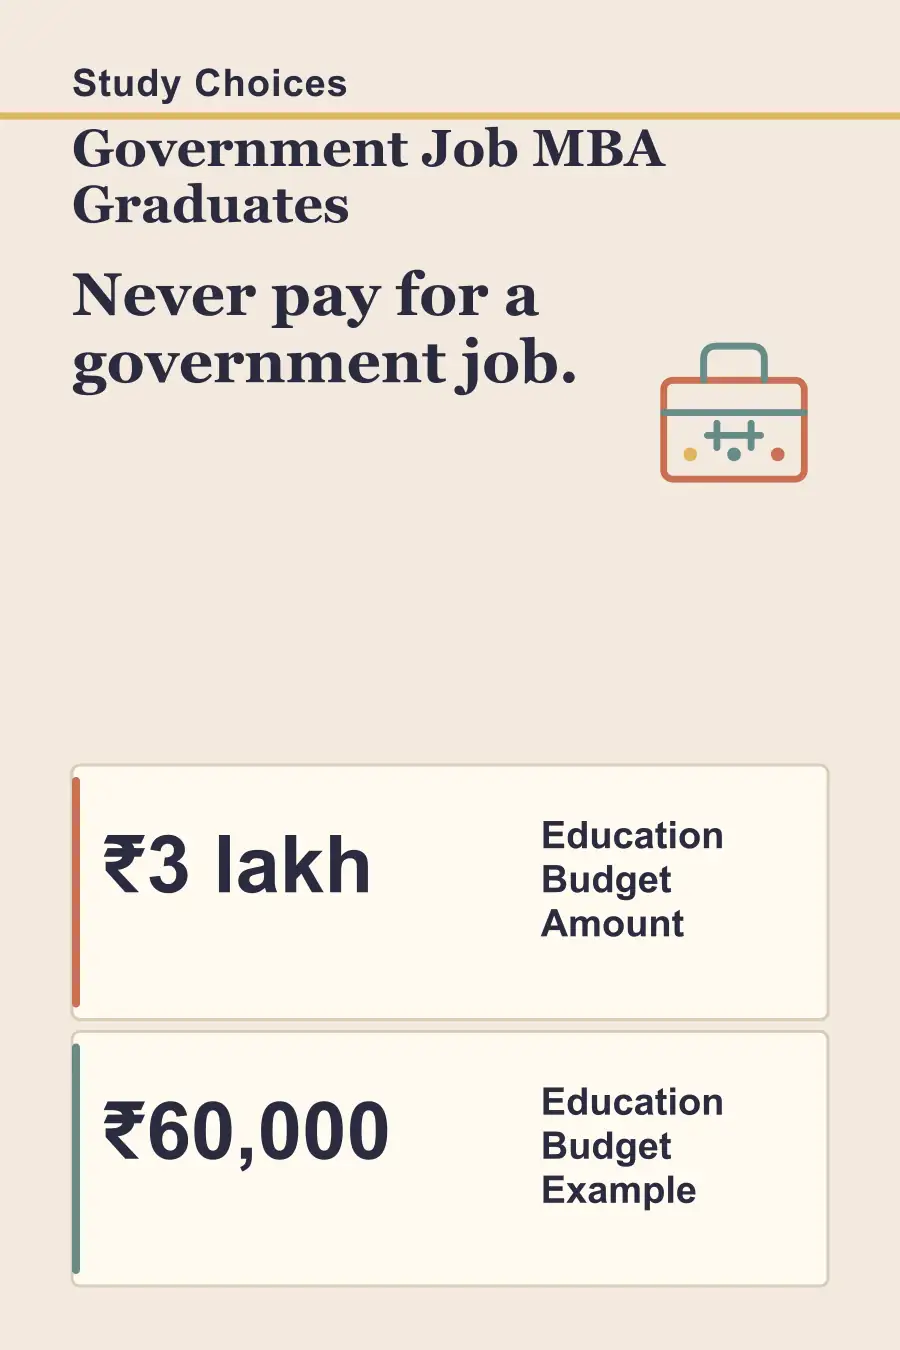 Study Choices
Government Job MBA
Graduates
Never pay for a
government job.
₹3 lakh
Education
Budget
Amount
₹60,000
Education
Budget
Example